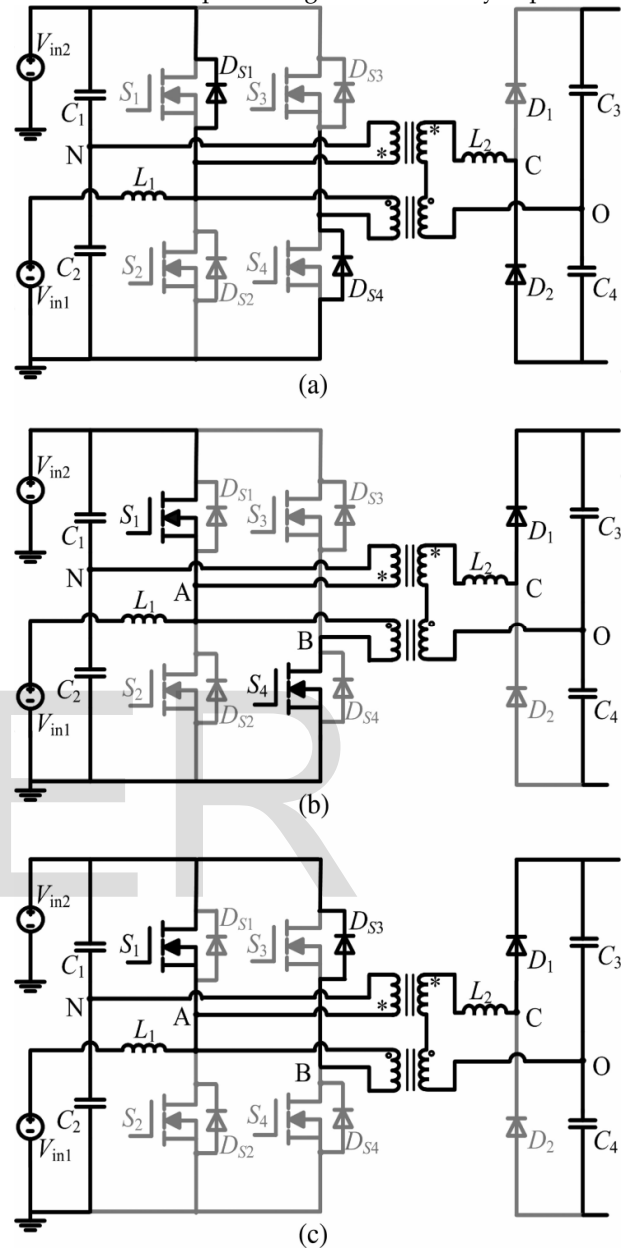 Vin2
DS1
DS3
S1
S3
C1
D1
C3
N
*
*
L2
C
L1
O
S2
S4
C2
DS2
DS4
D2
C4
Vin1
(a)
Vin2
DS1
DS3
S1
S3
C1
D1
C3
N
A
*
*
L2
C
L1
B
O
S2
S4
C2
DS2
DS4
D2
C4
Vin1
(b)
Vin2
DS1
DS3
S1
S3
C1
D1
C3
N
A
*
*
L2
C
L1
B
O
S2
S4
C2
DS2
DS4
D2
C4
Vin1
(c)
ER